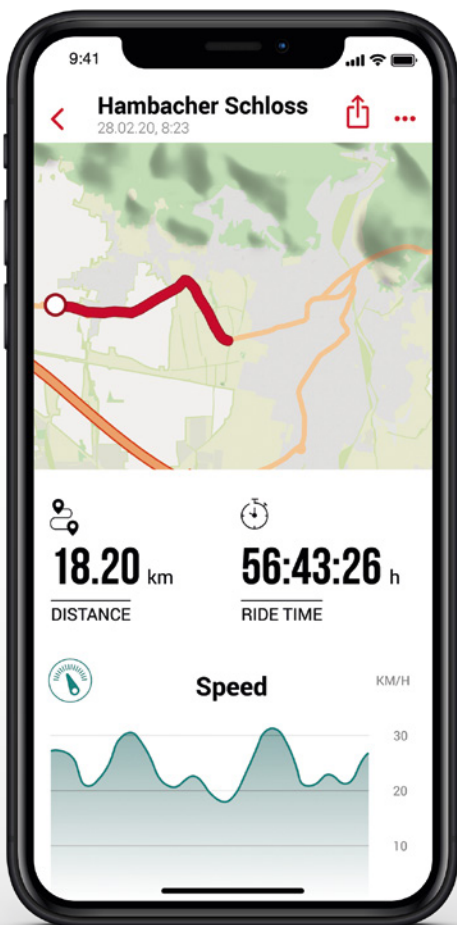 9:41
Hambacher Schloss
28.02.20, 8:23
18.20 km
56:43:26 h
DISTANCE
RIDE TIME
Speed
KM/H
30
20
10